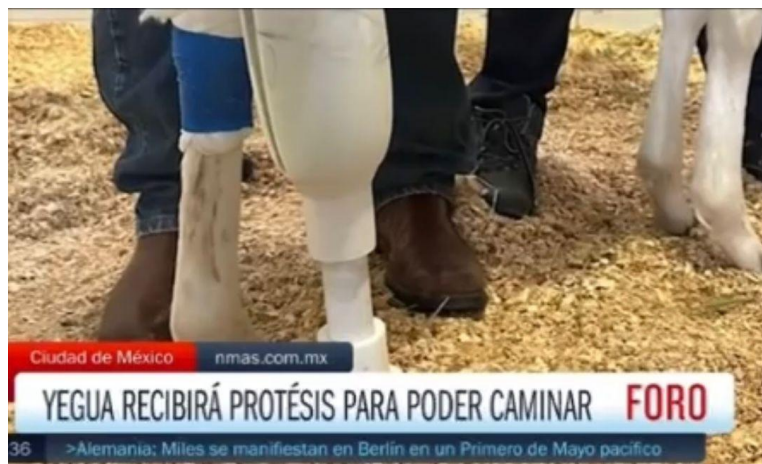 Ciudad de México nmas.com.mx
YEGUA RECIBIRÁ PROTÉSIS PARA PODER CAMINAR FORO
36 >Alemania: Miles se manifiestan en Berlín en un Primero de Mayo pacífico